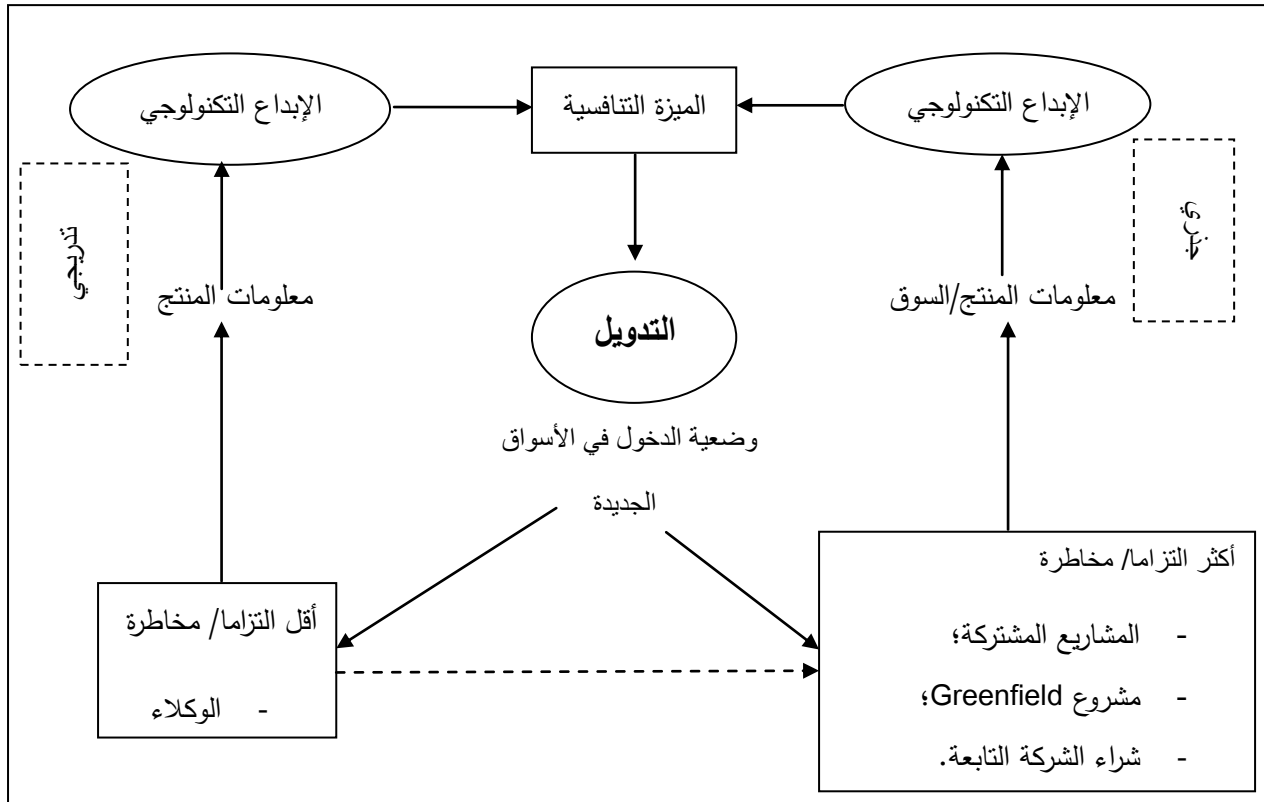 الإبداع التكنولوجي
الميزة التنافسية
الإبداع التكنولوجي
جذري
تدريجي
معلومات المنتج/السوق
معلومات المنتج
التدويل
وضعية الدخول في الأسواق
الجديدة
أكثر التزاما/ مخاطرة
- المشاريع المشتركة؛
- مشروع Greenfield؛
- شراء الشركة التابعة.
أقل التزاما/ مخاطرة
- الوكلاء